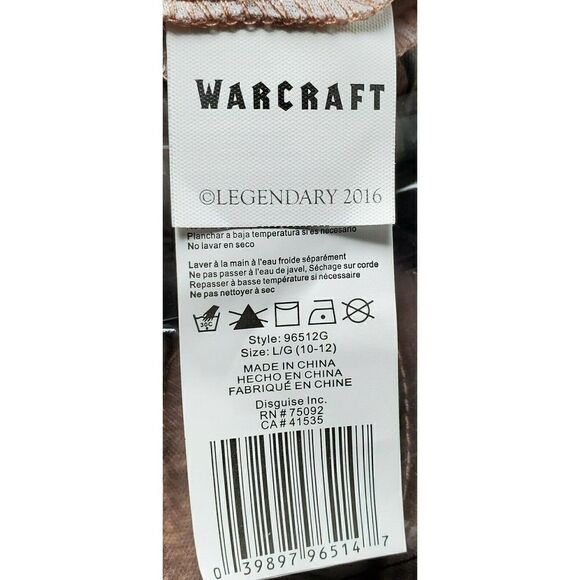 WARCRAFT
©LEGENDARY 2016
Planchar a baja temperatura si es necesario
No lavar en seco
Laver à la main à l'eau froide séparément
Ne pas passer à l'eau de javel, Séchage sur corde
Repasser à basse température si nécessaire
Ne pas nettoyer à sec
30C
Style: 96512G
Size: L/G (10-12)
MADE IN CHINA
HECHO EN CHINA
FABRIQUÉ EN CHINE
Disguise Inc.
RN # 75092
CA # 41535
0 39897 96514 7